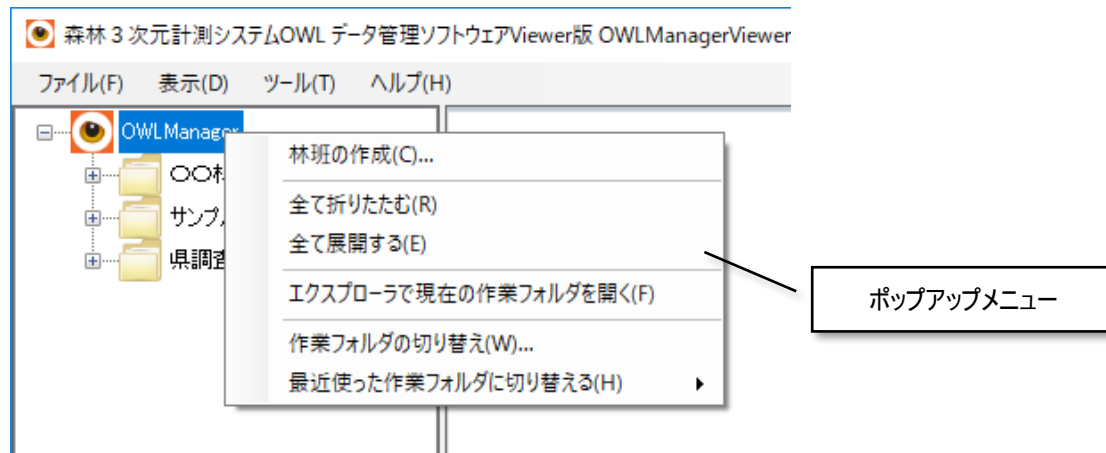 森林３次元計測システムOWL データ管理ソフトウェアViewer版 OWLManagerViewer
ファイル(F) 表示(D) ツール(T) ヘルプ(H)
OWLManager
〇〇
サンプ
県調査
林班の作成(C)...
全て折りたたむ(R)
全て展開する(E)
エクスプローラで現在の作業フォルダを開く(F)
作業フォルダの切り替え(W)...
最近使った作業フォルダに切り替える(H)
ポップアップメニュー